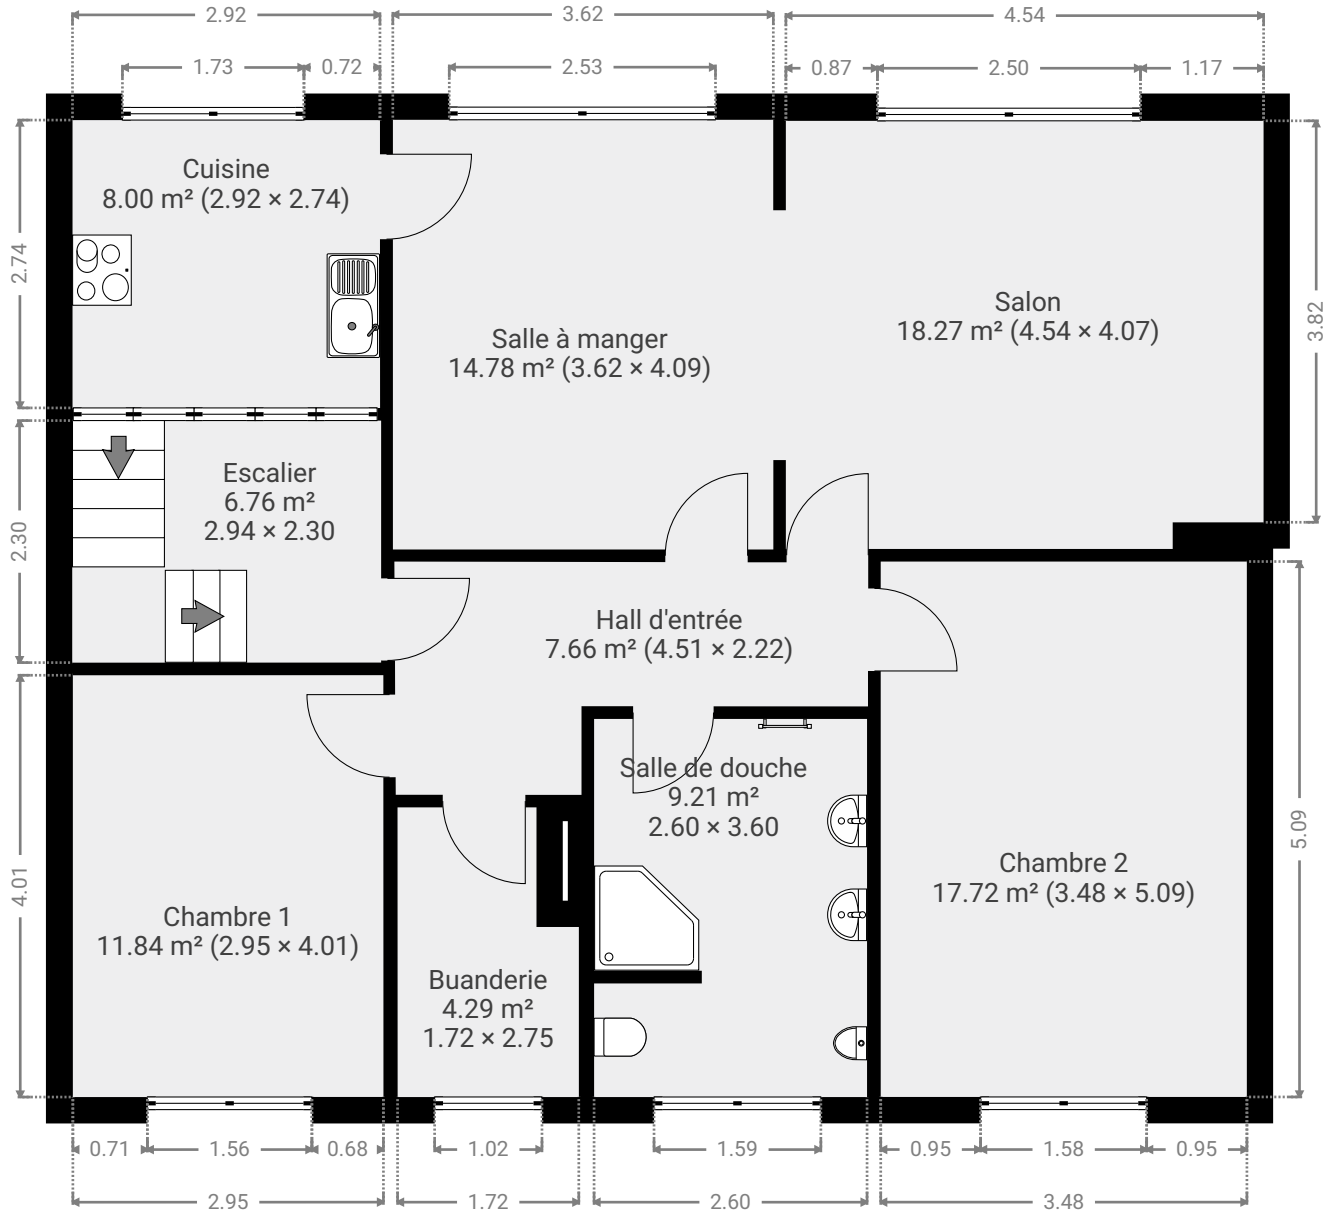 2.92
3.62
4.54
1.73
0.72
2.53
0.87
2.50
1.17
Cuisine
8.00 m² (2.92 × 2.74)
2.74
Salle à manger
14.78 m² (3.62 × 4.09)
Salon
18.27 m² (4.54 × 4.07)
3.82
Escalier
6.76 m²
2.94 × 2.30
2.30
Hall d'entrée
7.66 m² (4.51 × 2.22)
Salle de douche
9.21 m²
2.60 × 3.60
Chambre 2
17.72 m² (3.48 × 5.09)
5.09
Chambre 1
11.84 m² (2.95 × 4.01)
4.01
Buanderie
4.29 m²
1.72 × 2.75
0.71
1.56
0.68
1.02
1.59
0.95
1.58
0.95
2.95
1.72
2.60
3.48